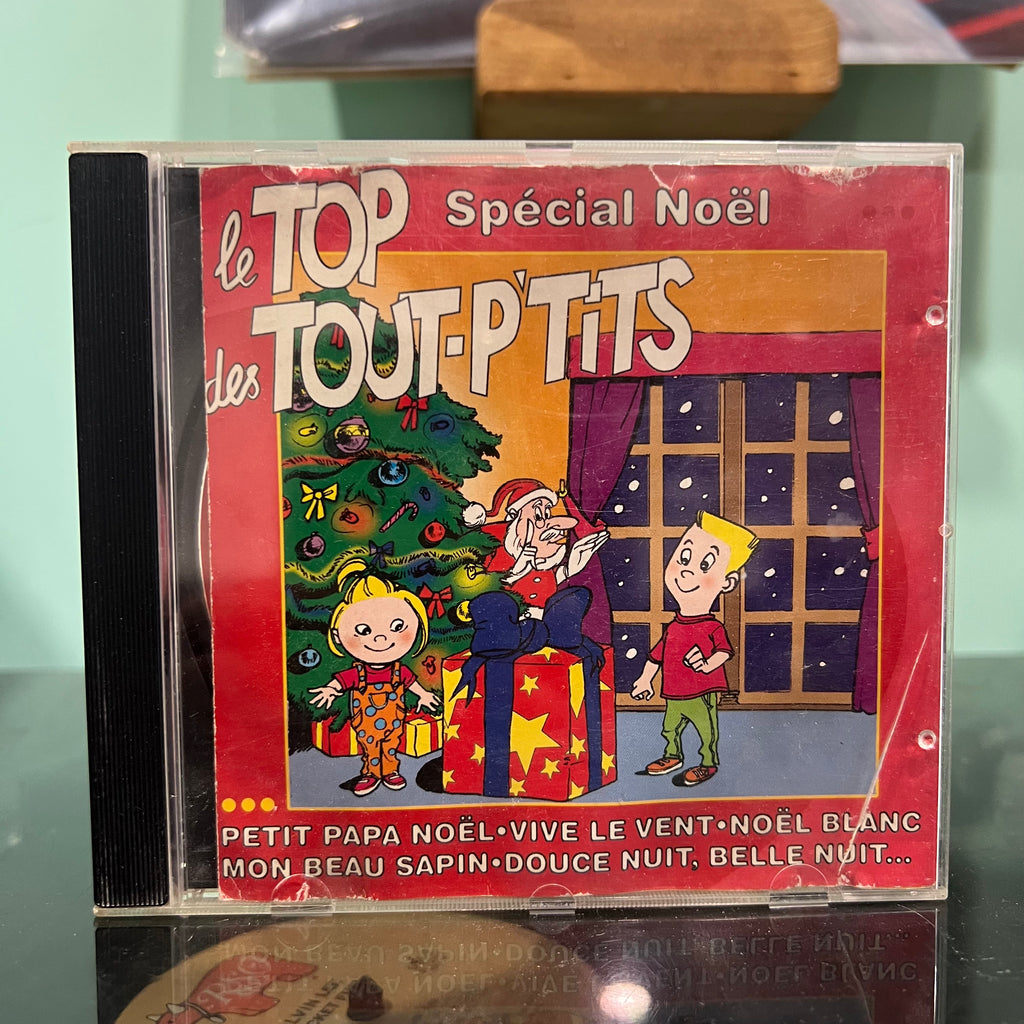 le TOP
Spécial Noël
des TOUT-P'TiTS
PETIT PAPA NOËL•VIVE LE VENT•NOËL BLANC
MON BEAU SAPIN•DOUCE NUIT, BELLE NUIT...